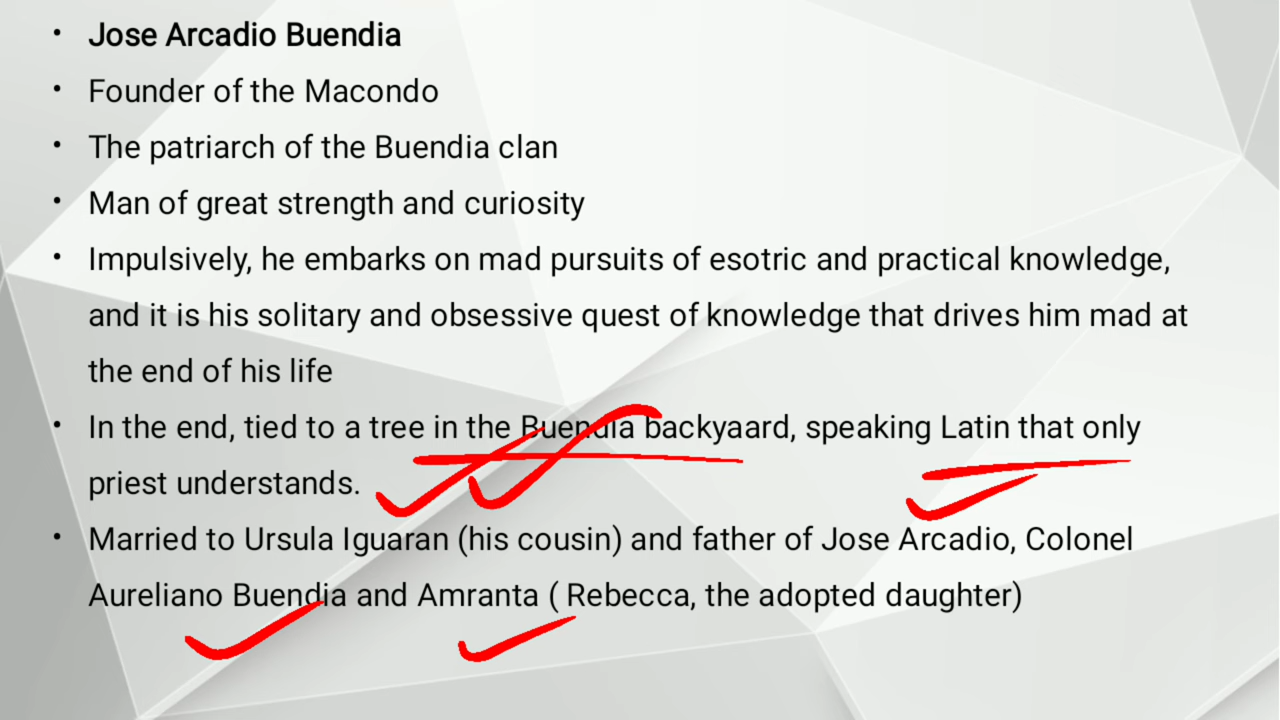 • Jose Arcadio Buendia
• Founder of the Macondo
• The patriarch of the Buendia clan
• Man of great strength and curiosity
• Impulsively, he embarks on mad pursuits of esotric and practical knowledge,
and it is his solitary and obsessive quest of knowledge that drives him mad at
the end of his life
• In the end, tied to a tree in the Buendia backyaard, speaking Latin that only
priest understands.
• Married to Ursula Iguaran (his cousin) and father of Jose Arcadio, Colonel
Aureliano Buendia and Amranta ( Rebecca, the adopted daughter)